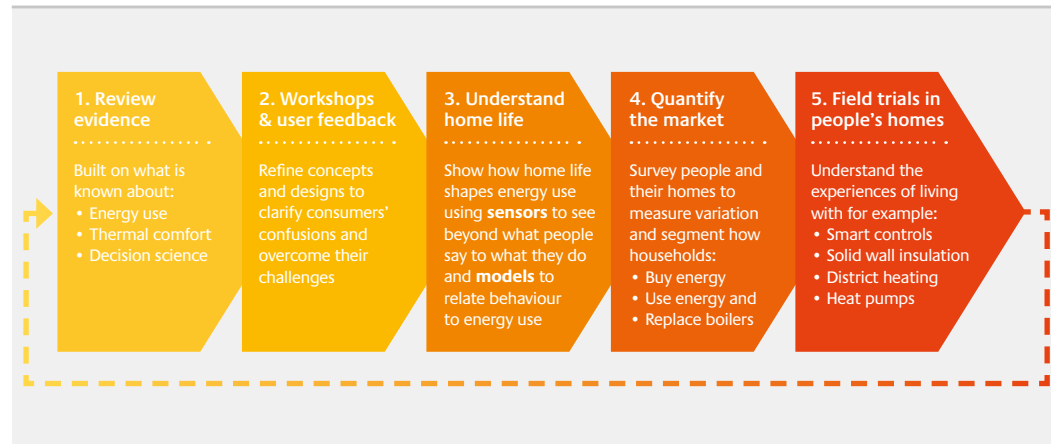 1. Review
evidence
Built on what is
known about:
• Energy use
• Thermal comfort
• Decision science
2. Workshops
& user feedback
Refine concepts
and designs to
clarify consumers'
confusions and
overcome their
challenges
3. Understand
home life
Show how home life
shapes energy use
using sensors to see
beyond what people
say to what they do
and models to
relate behaviour
to energy use
4. Quantify
the market
Survey people and
their homes to
measure variation
and segment how
households:
• Buy energy
• Use energy and
• Replace boilers
5. Field trials in
people's homes
Understand the
experiences of living
with for example:
• Smart controls
• Solid wall insulation
• District heating
• Heat pumps